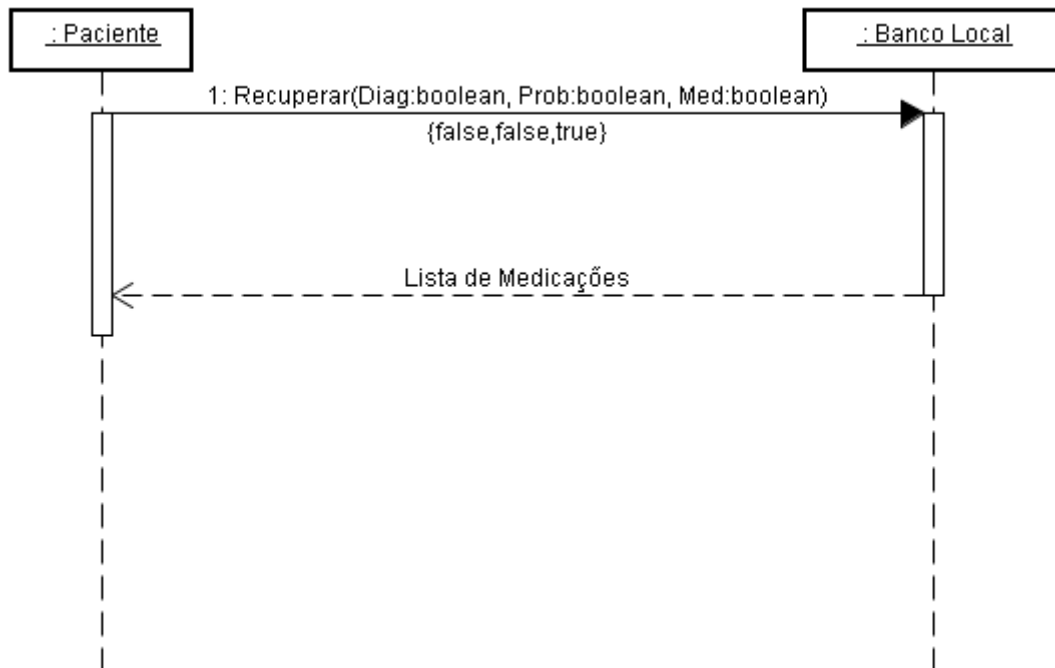 : Paciente
: Banco Local
1: Recuperar(Diag:boolean, Prob:boolean, Med:boolean)
{false,false,true}
Lista de Medicações